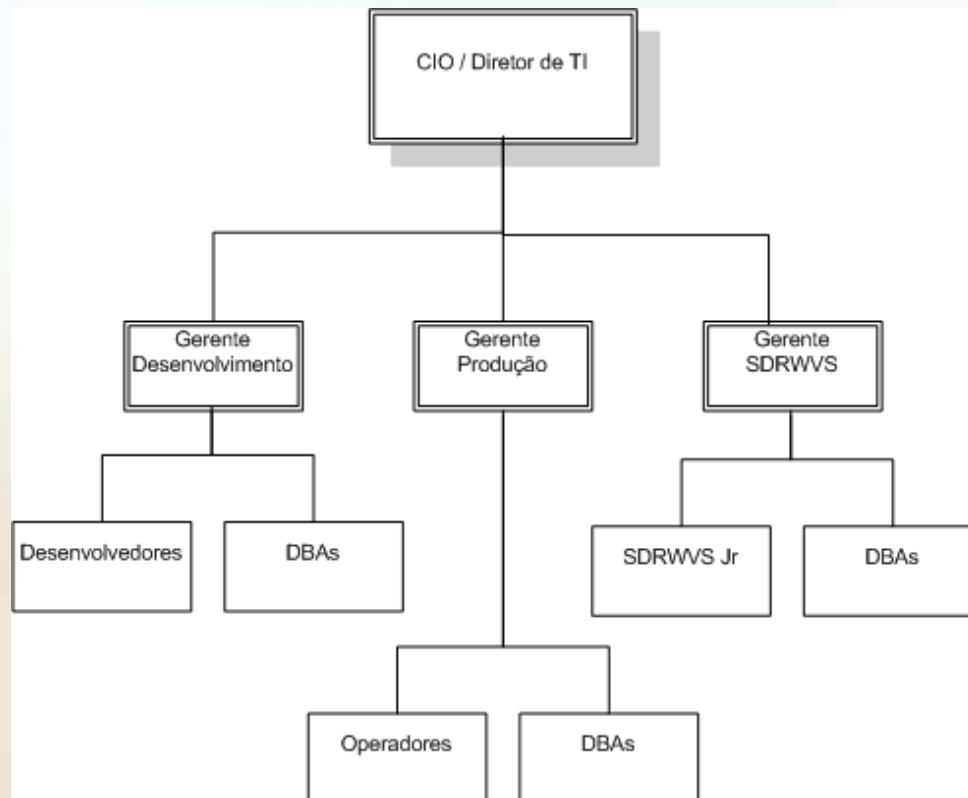 CIO / Diretor de TI
Gerente
Desenvolvimento
Gerente
Produção
Gerente
SDRWVS
Desenvolvedores
DBAs
SDRWVS Jr
DBAs
Operadores
DBAs